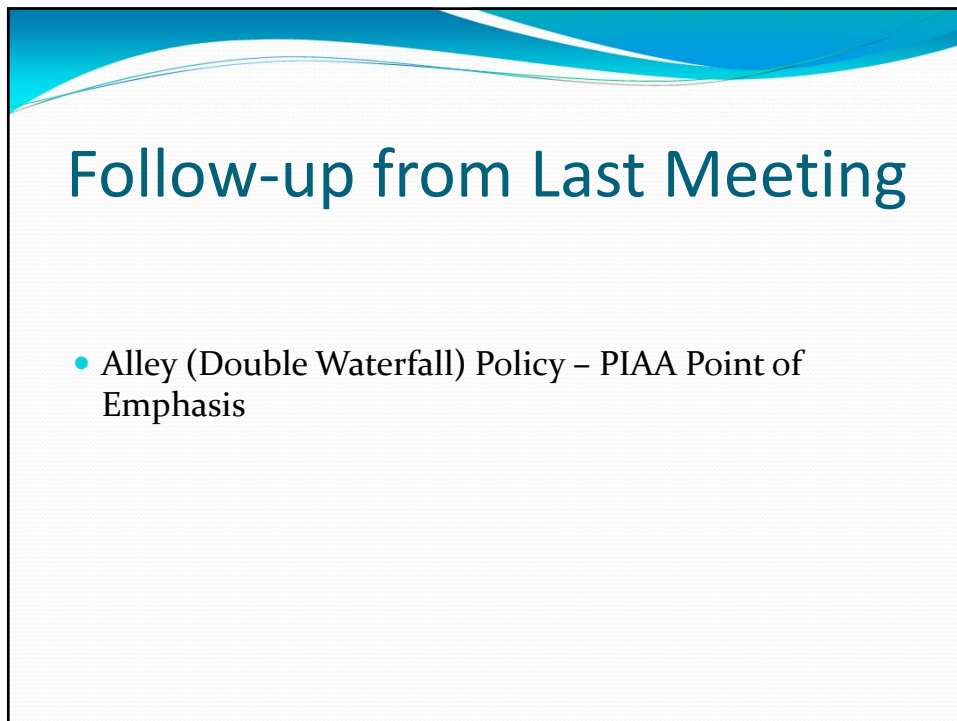 Follow-up from Last Meeting
• Alley (Double Waterfall) Policy – PIAA Point of
Emphasis